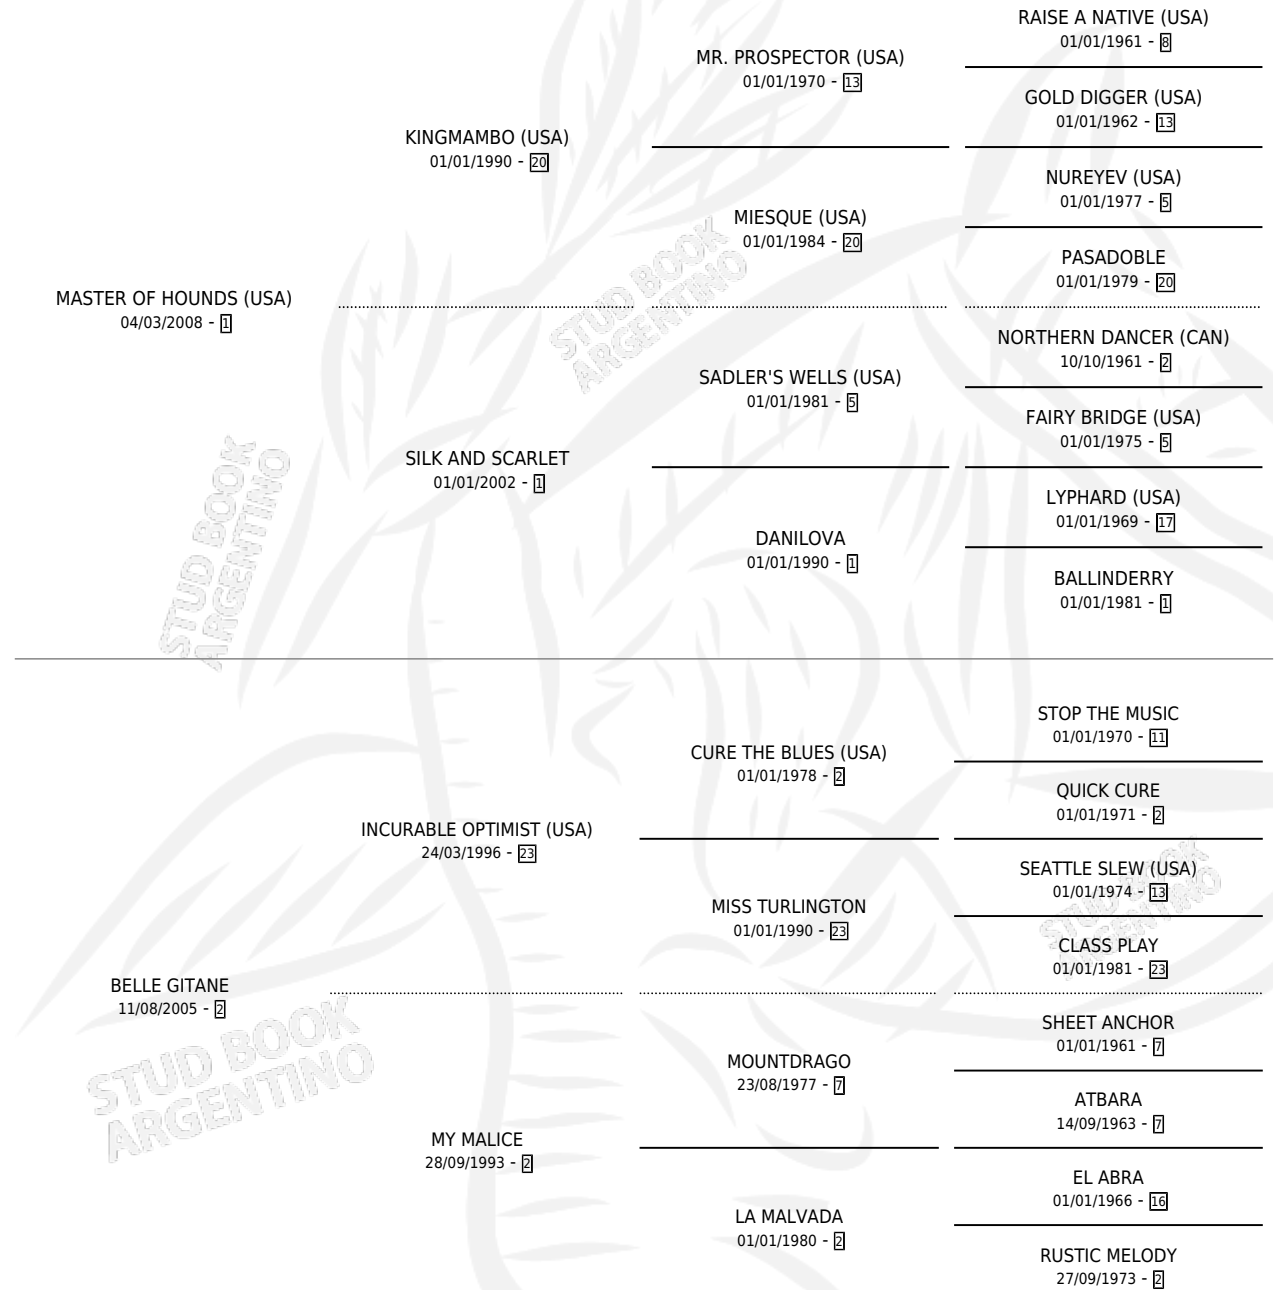 RAISE A NATIVE (USA)
01/01/1961 - 8
MR. PROSPECTOR (USA)
01/01/1970 - 13
GOLD DIGGER (USA)
01/01/1962 - 13
KINGMAMBO (USA)
01/01/1990 - 20
NUREYEV (USA)
01/01/1977 - 5
MIESQUE (USA)
01/01/1984 - 20
PASADOBLE
01/01/1979 - 20
MASTER OF HOUNDS (USA)
04/03/2008 - 1
NORTHERN DANCER (CAN)
10/10/1961 - 2
SADLER'S WELLS (USA)
01/01/1981 - 5
FAIRY BRIDGE (USA)
01/01/1975 - 5
SILK AND SCARLET
01/01/2002 - 1
LYPHARD (USA)
01/01/1969 - 17
DANILOVA
01/01/1990 - 1
BALLINDERRY
01/01/1981 - 1
STUD BOOK
ARGENTINO
STUD BOOK
ARGENTINO
STOP THE MUSIC
01/01/1970 - 11
CURE THE BLUES (USA)
01/01/1978 - 2
QUICK CURE
01/01/1971 - 2
INCURABLE OPTIMIST (USA)
24/03/1996 - 23
SEATTLE SLEW (USA)
01/01/1974 - 13
MISS TURLINGTON
01/01/1990 - 23
CLASS PLAY
01/01/1981 - 23
BELLE GITANE
11/08/2005 - 2
SHEET ANCHOR
01/01/1961 - 7
MOUNTDRAGO
23/08/1977 - 7
ATBARA
14/09/1963 - 7
MY MALICE
28/09/1993 - 2
EL ABRA
01/01/1966 - 16
LA MALVADA
01/01/1980 - 2
RUSTIC MELODY
27/09/1973 - 2
STUD BOOK
ARGENTINO
STUD BOOK
ARGENTINO